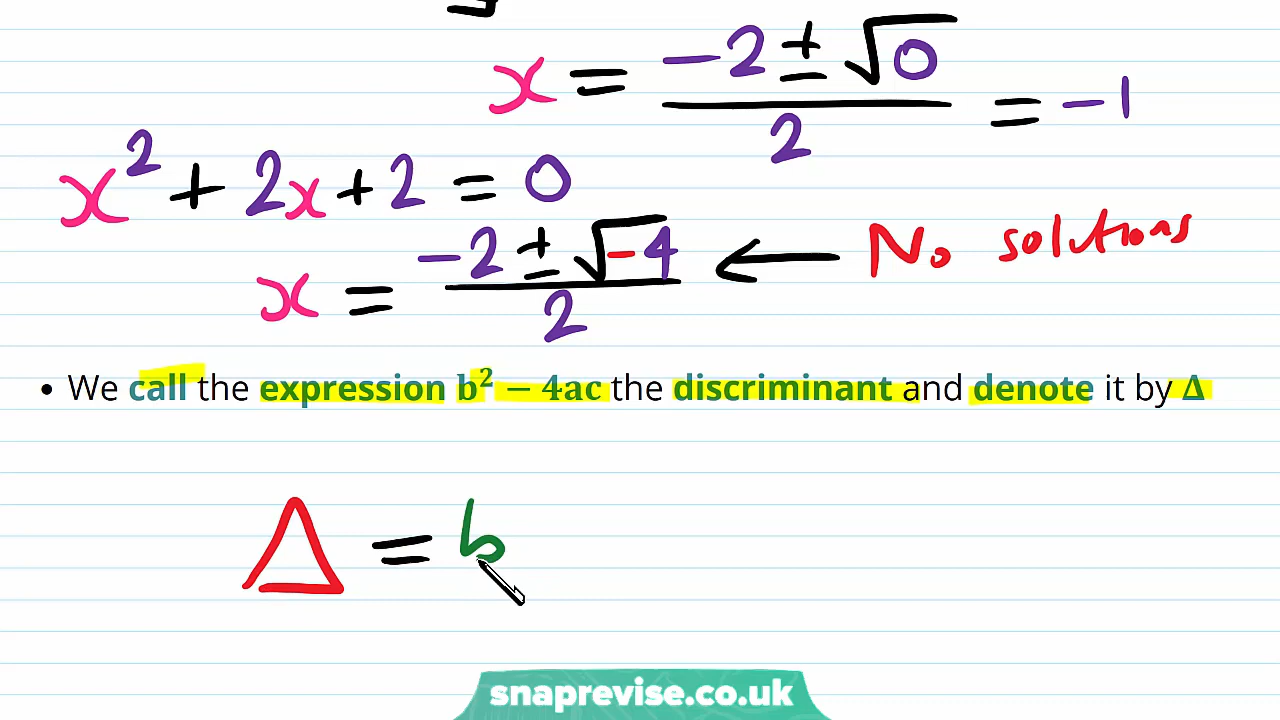 x = (-2 ± √0)/2 = -1
x² + 2x + 2 = 0
x = (-2 ± √-4)/2 ← No solutions
• We call the expression b² − 4ac the discriminant and denote it by Δ
Δ = b
snaprevise.co.uk